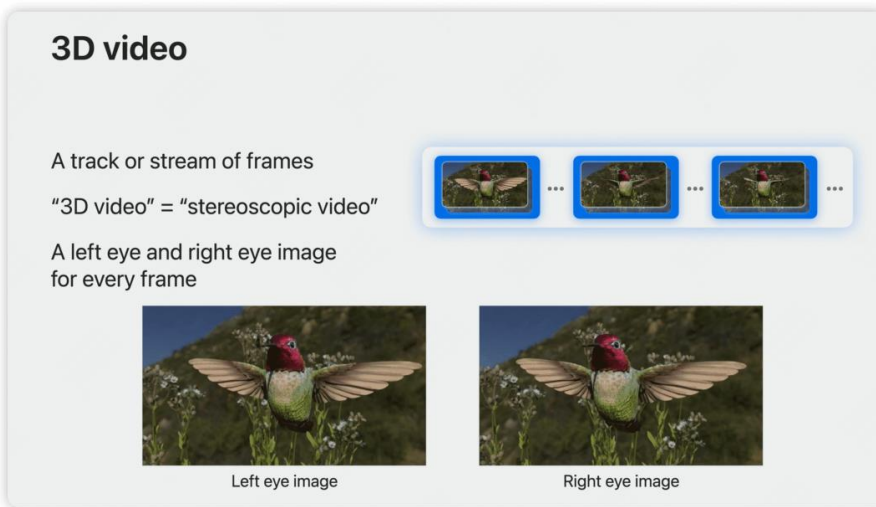 3D video
A track or stream of frames
“3D video” = “stereoscopic video”
A left eye and right eye image
for every frame
Left eye image
Right eye image